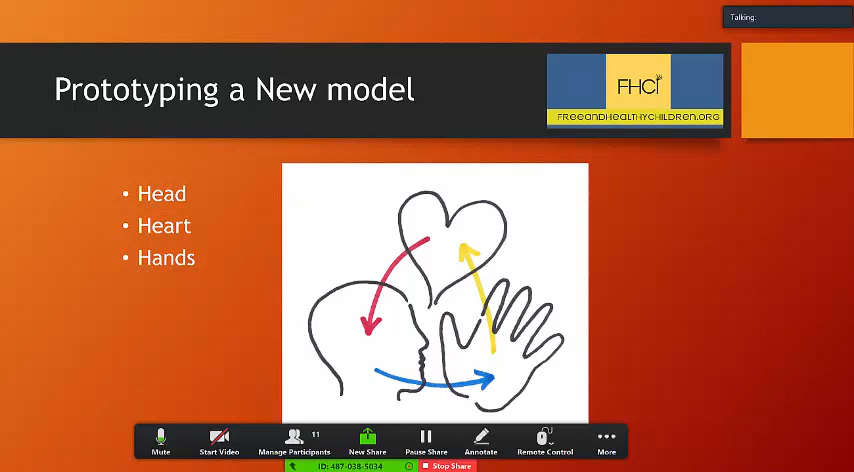 Talking:
Prototyping a New model
FHCi
FREEANDHEALTHYCHILDREN.ORG
• Head
• Heart
• Hands
Mute
Start Video
Manage Participants
11
New Share
Pause Share
Annotate
Remote Control
More
ID: 487-038-5034
Stop Share